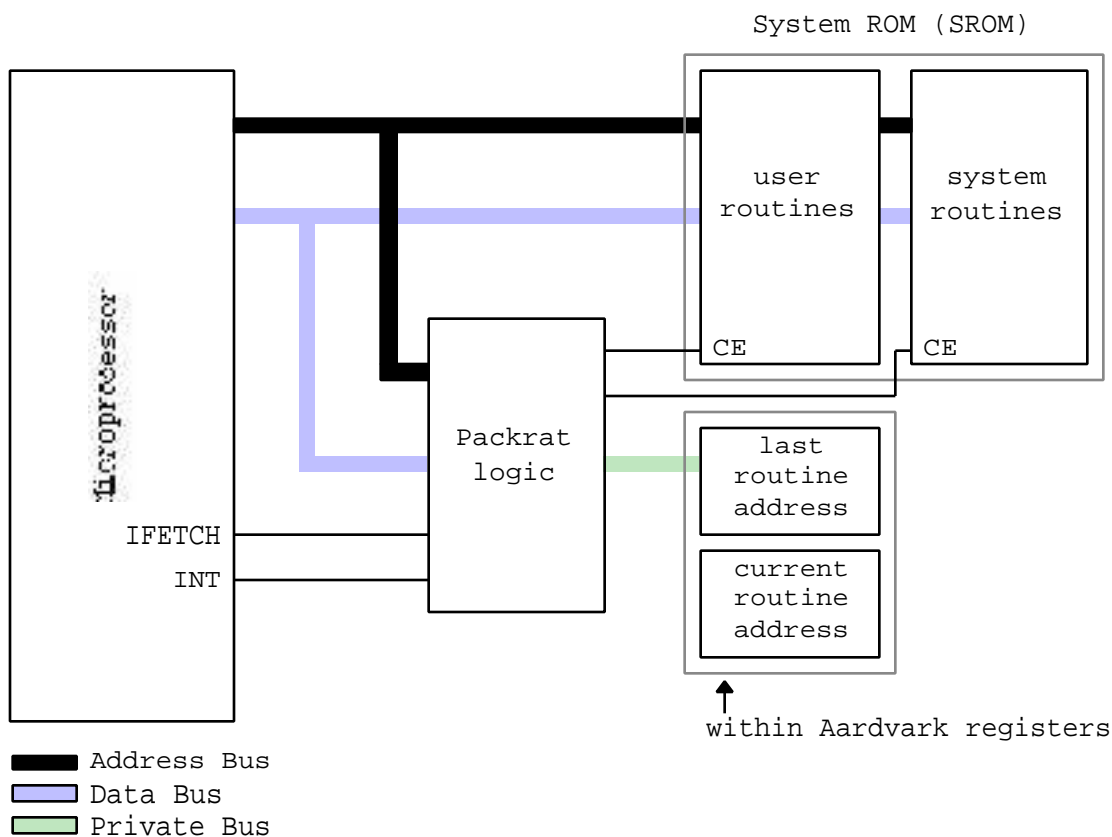 System ROM (SROM)
user
routines
system
routines
CE
CE
Microprocessor
Packrat
logic
IFETCH
INT
last
routine
address
current
routine
address
within Aardvark registers
Address Bus
Data Bus
Private Bus